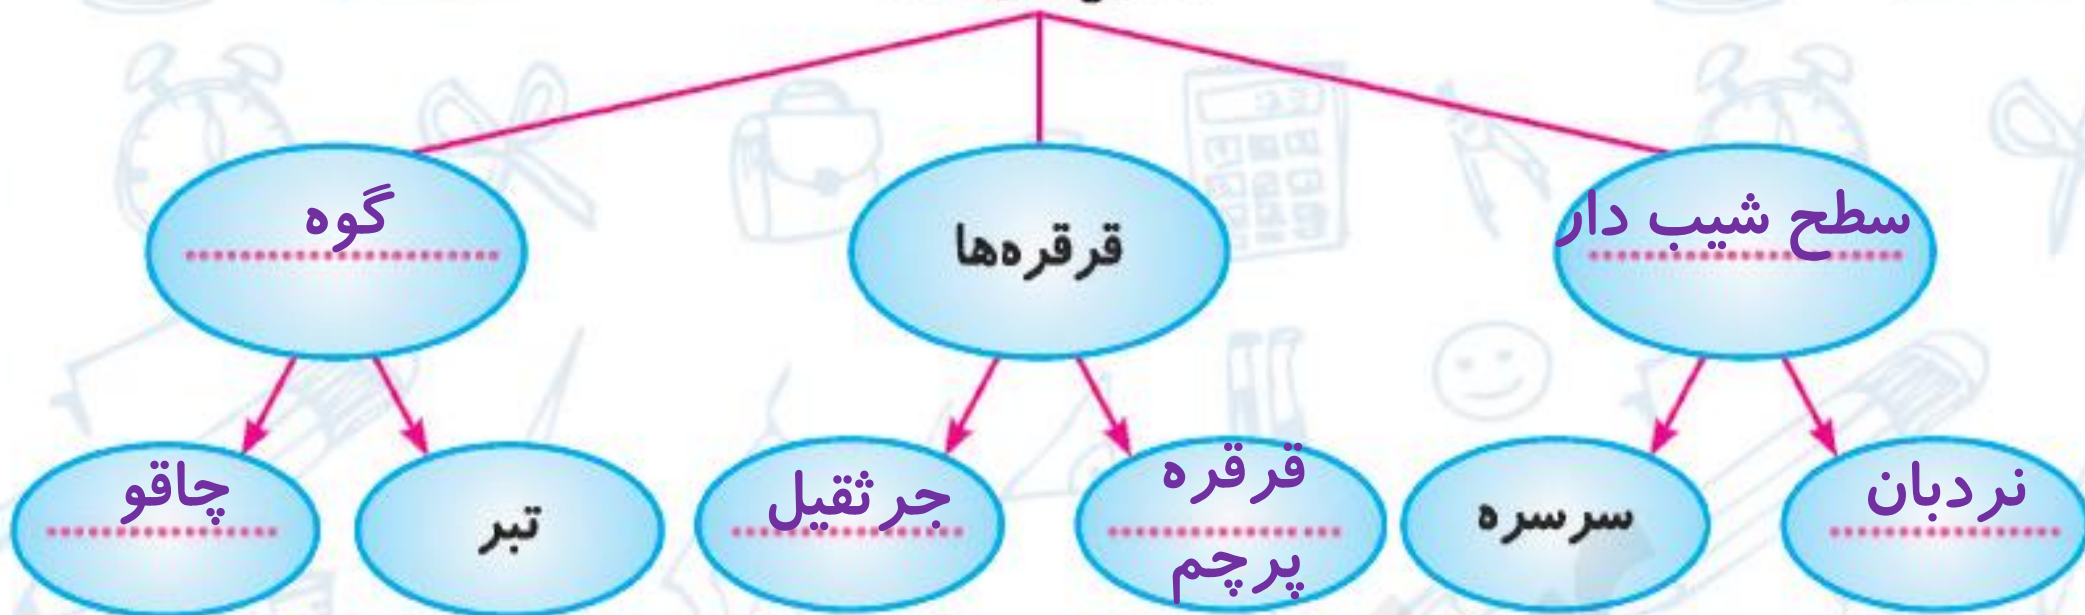 سطح شیب دار
قرقره‌ها
گوه
نردبان
سرسره
قرقره
پرچم
جرثقیل
تبر
چاقو